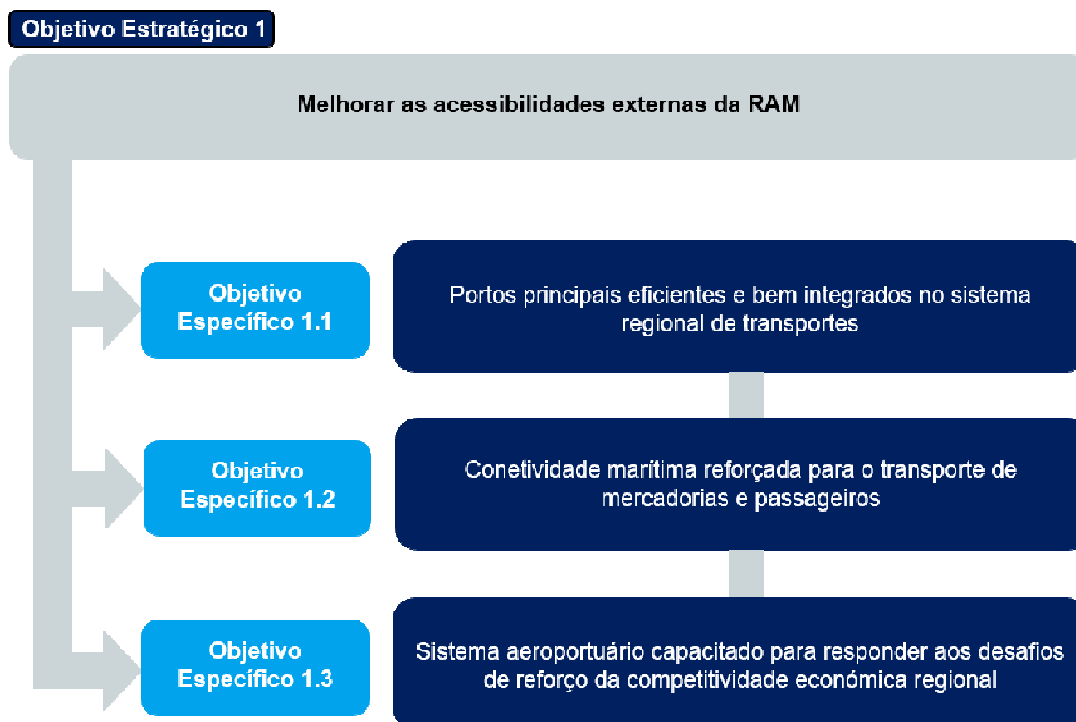 Objetivo Estratégico 1
Melhorar as acessibilidades externas da RAM
Objetivo
Específico 1.1
Portos principais eficientes e bem integrados no sistema
regional de transportes
Objetivo
Específico 1.2
Conetividade marítima reforçada para o transporte de
mercadorias e passageiros
Objetivo
Específico 1.3
Sistema aeroportuário capacitado para responder aos desafios
de reforço da competitividade económica regional